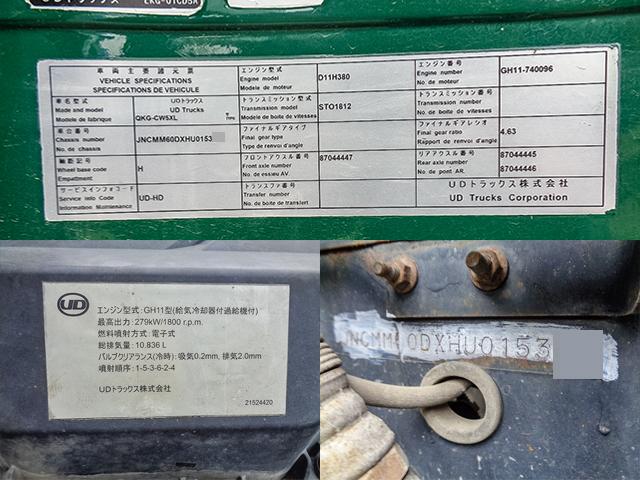 UDトラックス LKG-01CD5A
車両主要諸元票
VEHICLE SPECIFICATIONS
SPECIFICATIONS DE VEHICULE
車名型式
Make and model
Modele de fabrique
UDトラックス
UD Trucks
QKG-CW5XL
車台番号
Chassis number
No. de chassis
JNCMM60DXHU0153
軸距記号
Wheel base code
Empattement
H
サービスインフォコード
Service info Code
Information Maintenance
UD-HD
エンジン型式
Engine model
Modele de moteur
D11H380
トランスミッション型式
Transmission model
Modele de boite de vitesses
STO1812
ファイナルギアタイプ
Final gear type
Type de renvoi d'angle
フロントアクスル番号
Front axle number
No. de essieu AV.
87044447
トランスファ番号
Transfer number
No. de boite de transfert
エンジン番号
Engine number
No. de moteur
GH11-740096
トランスミッション番号
Transmission number
No. de boite de vitesses
ファイナルギアレシオ
Final gear ratio
Rapport de renvoi d'angle
4.63
リアアクスル番号
Rear axle number
No. de pont AR.
87044445
87044446
UDトラックス株式会社
UD Trucks Corporation
UD
エンジン型式:GH11型(給気冷却器付過給機付)
最高出力:279kW/1800 r.p.m.
燃料噴射方式:電子式
総排気量:10.836 L
バルブクリアランス(冷時):吸気0.2mm, 排気2.0mm
噴射順序:1-5-3-6-2-4
UDトラックス株式会社
21524420
JNCMM 0DXHU0153